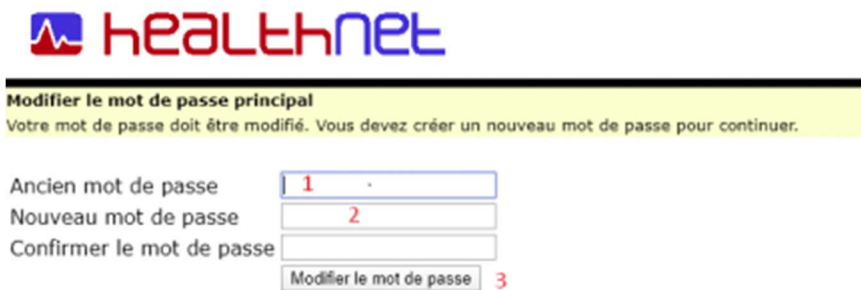 healthnet
Modifier le mot de passe principal
Votre mot de passe doit être modifié. Vous devez créer un nouveau mot de passe pour continuer.
Ancien mot de passe 1
Nouveau mot de passe 2
Confirmer le mot de passe
Modifier le mot de passe 3